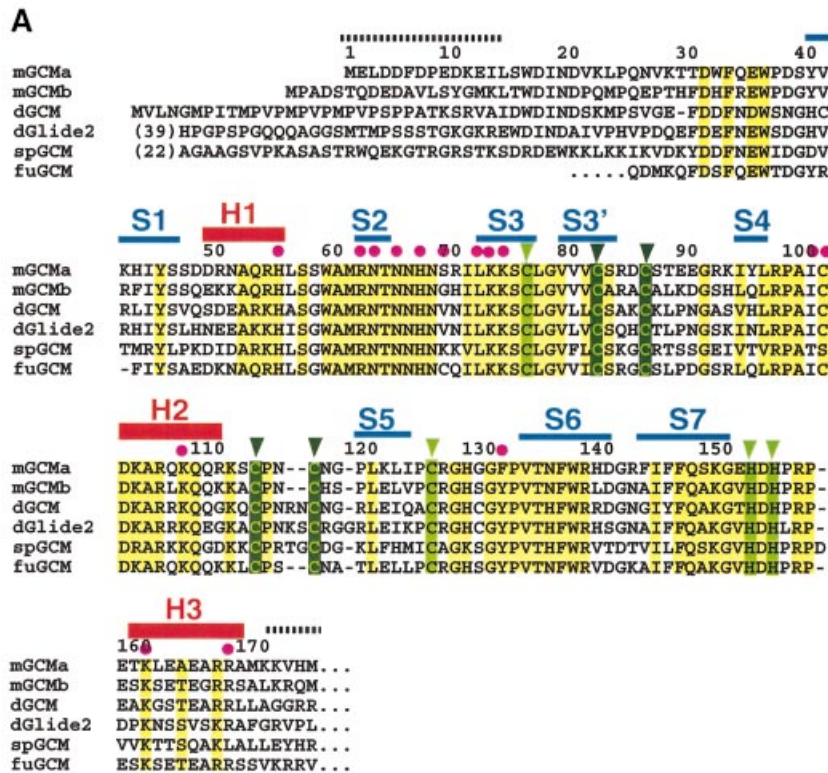 A
1 10 20 30 40
mGCMa MELDDFDPEDKEILSWDINDVKLPQNVKTTDWFQEWPDSYV
mGCMb MPADSTQDEDAVLSYGMKLTWDINDPQMPQEPTHFDHFREWPDGYV
dGCM MVLNGMPITMPVPMPVPMPVPSPPATKSRVAIDWDINDSKMPSVGE-FDDFNDWSNGHC
dGlide2 (39)HPGPSPGQQQAGGSMTMPSSSTGKGKREWDINDAIVPHVPDQEFDEFNEWSDGHV
spGCM (22)AGAAGSVPKASASTRWQEKGTRGRSTKSDRDEWKKLKKIKVDKYDDFNEWIDGDV
fuGCM .....QDMKQFDSFQEWTDGYR
S1 H1 S2 S3 S3' S4
50 60 70 80 90 100
mGCMa KHIYSSDDRNAQRHLSSWAMRNTNNHNSRILKKSCLGVVVCSRDCSTEEGRKIYLRPAIC
mGCMb RFIYSSQEKKAQRHLSGWAMRNTNNHNGHILKKSCLGVVVCARACALKDGSHLQLRPAIC
dGCM RLIYSVQSDEARKHASGWAMRNTNNHNVNILKKSCLGVLLCSAKCKLPNGASVHLRPAIC
dGlide2 RHIYSLHNEEAKKHISGWAMRNTNNHNVNILKKSCLGVLVCSQHCTLPNGSKINLRPAIC
spGCM TMRYLPKDIDARKHISGWAMRNTNNHNKKVLKKSCLGVFLCSKGCRTSSGEIVTVRPATS
fuGCM -FIYSAEDKNAQRHLSGWAMRNTNNHNCQILKKSCLGVVICSRGCSLPDGSRLQLRPAIC
H2 S5 S6 S7
110 120 130 140 150
mGCMa DKARQKQQRKSCPN--CNG-PLKLIPCRGHGGFPVTNFWRHDGRFIFFQSKGEHDHPRP-
mGCMb DKARLKQQKKACPN--CHS-ALELVPCRGHSGYPVTNFWRLDGNAIFFQAKGVHDHPRP-
dGCM DKARRKQQGKQCPNRNCNG-RLEIQACRGHCGYPVTHFWRRDGNGIYFQAKGTHDHPRP-
dGlide2 DKARRKQEGKACPNKSCRGGRLEIKPCRGHCGYPVTHFWRHSGNAIFFQAKGVHDHLRP-
spGCM DRARKKQGDKKCPRTGCDG-KLFHMICAGKSGYPVTNFWRVTDTVILFQSKGVHDHPRPD
fuGCM DKARQKQQKKLCPS--CNA-TLELLPCRGHSGYPVTNFWRVDGKAIFFQAKGVHDHPRP-
H3
160 170
mGCMa ETKLEAEARRAMKKVHM...
mGCMb ESKSETEGRRSALKRQM...
dGCM EAKGSTEARRLLAGGRR...
dGlide2 DPKNSSVSKRAFGRVPL...
spGCM VVKTTSQAKLALLEYHR...
fuGCM ESKSETEARRSSVKRRV...